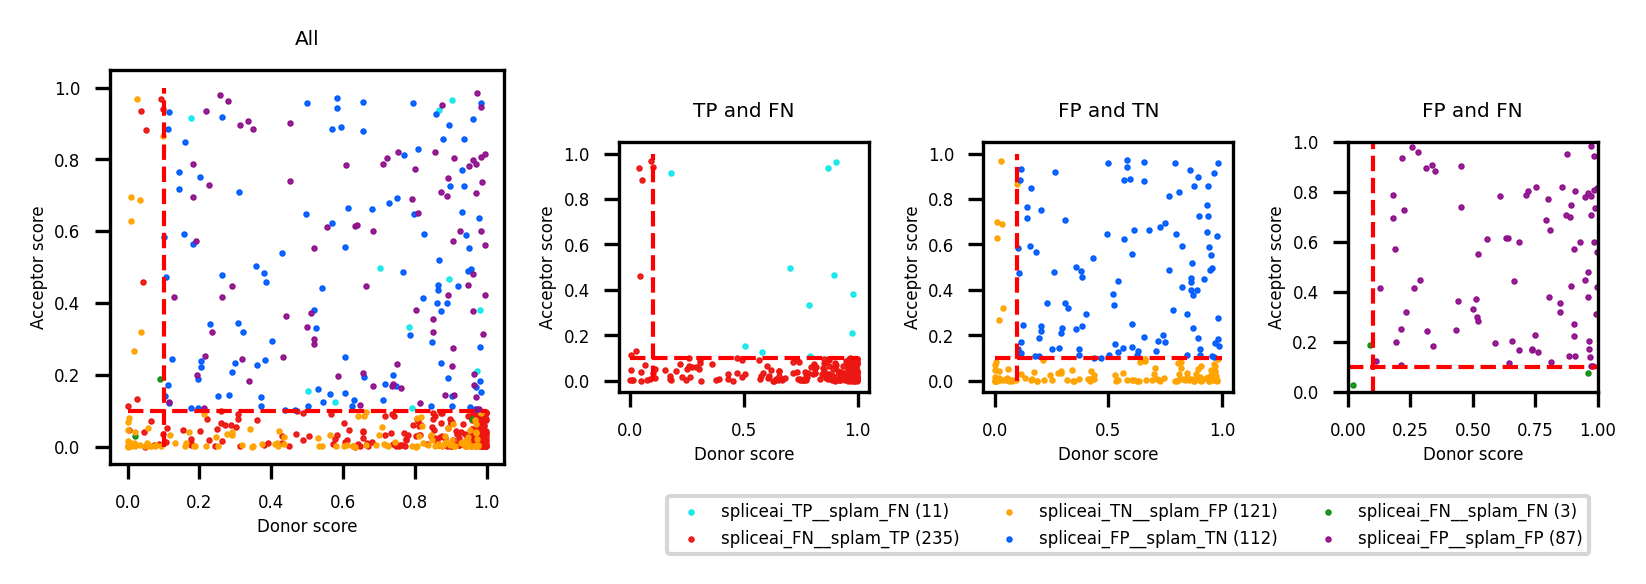 All
Acceptor score
1.0
0.8
0.6
0.4
0.2
0.0
0.0 0.2 0.4 0.6 0.8 1.0
Donor score
TP and FN
Acceptor score
1.0
0.8
0.6
0.4
0.2
0.0
0.0 0.5 1.0
Donor score
FP and TN
Acceptor score
1.0
0.8
0.6
0.4
0.2
0.0
0.0 0.5 1.0
Donor score
FP and FN
Acceptor score
1.0
0.8
0.6
0.4
0.2
0.0
0.00 0.25 0.50 0.75 1.00
Donor score
spliceai_TP__splam_FN (11)
spliceai_FN__splam_TP (235)
spliceai_TN__splam_FP (121)
spliceai_FP__splam_TN (112)
spliceai_FN__splam_FN (3)
spliceai_FP__splam_FP (87)